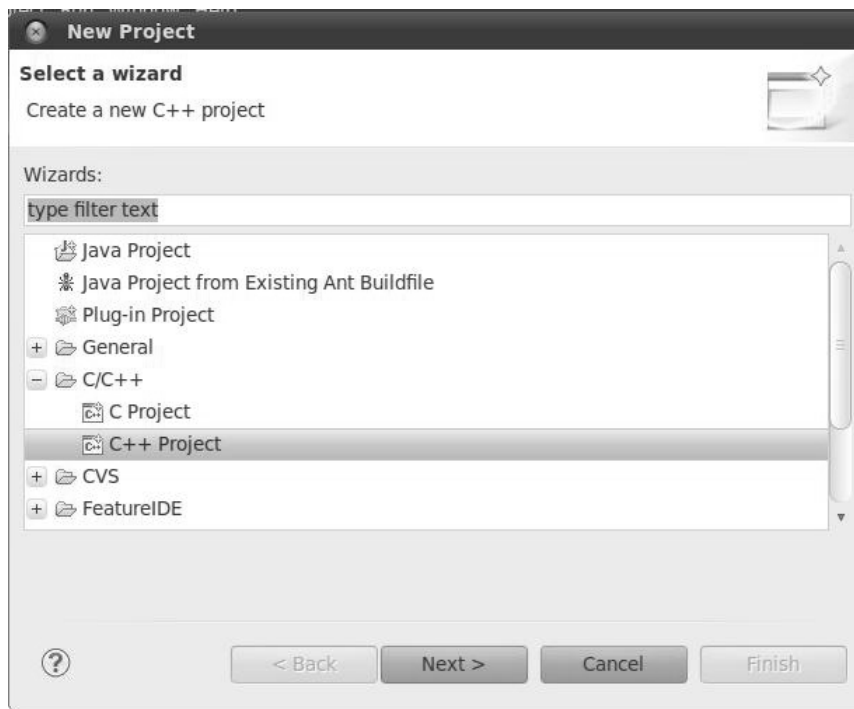 New Project
Select a wizard
Create a new C++ project
Wizards:
type filter text
Java Project
Java Project from Existing Ant Buildfile
Plug-in Project
General
C/C++
C Project
C++ Project
CVS
FeatureIDE
< Back Next > Cancel Finish